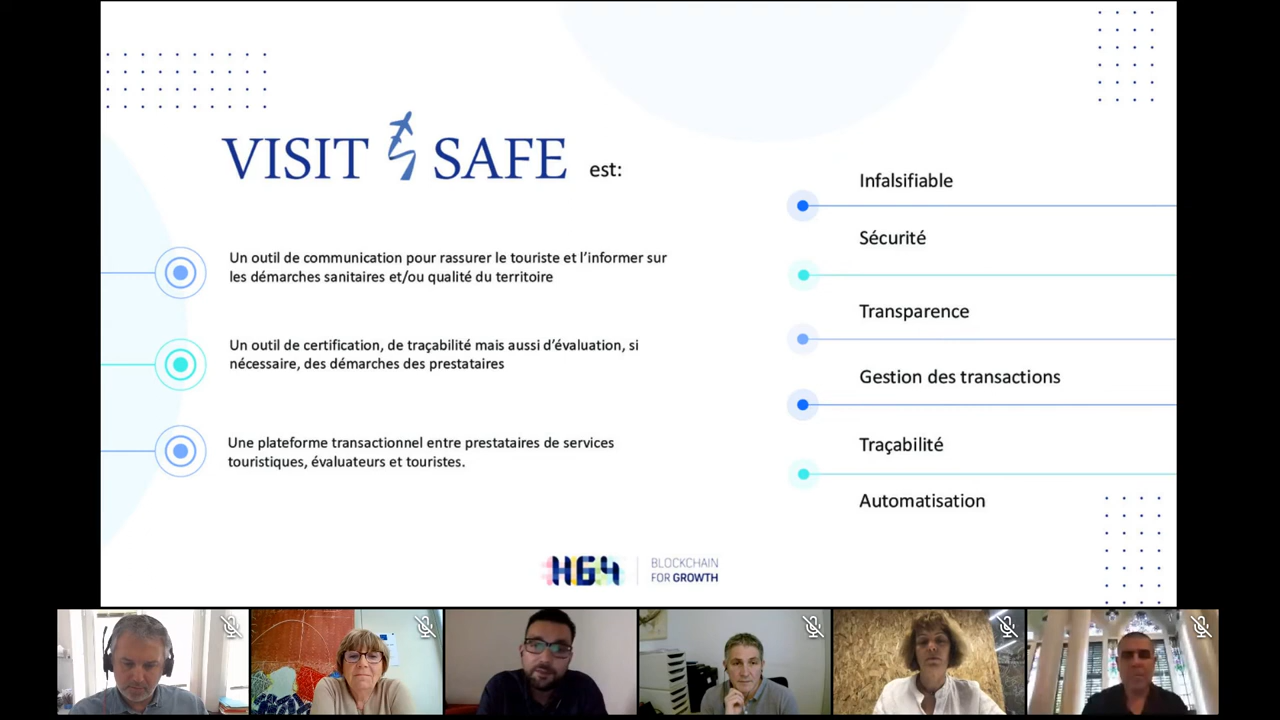 VISIT SAFE est:
Un outil de communication pour rassurer le touriste et l’informer sur
les démarches sanitaires et/ou qualité du territoire
Un outil de certification, de traçabilité mais aussi d’évaluation, si
nécessaire, des démarches des prestataires
Une plateforme transactionnel entre prestataires de services
touristiques, évaluateurs et touristes.
Infalsifiable
Sécurité
Transparence
Gestion des transactions
Traçabilité
Automatisation
H64
BLOCKCHAIN
FOR GROWTH